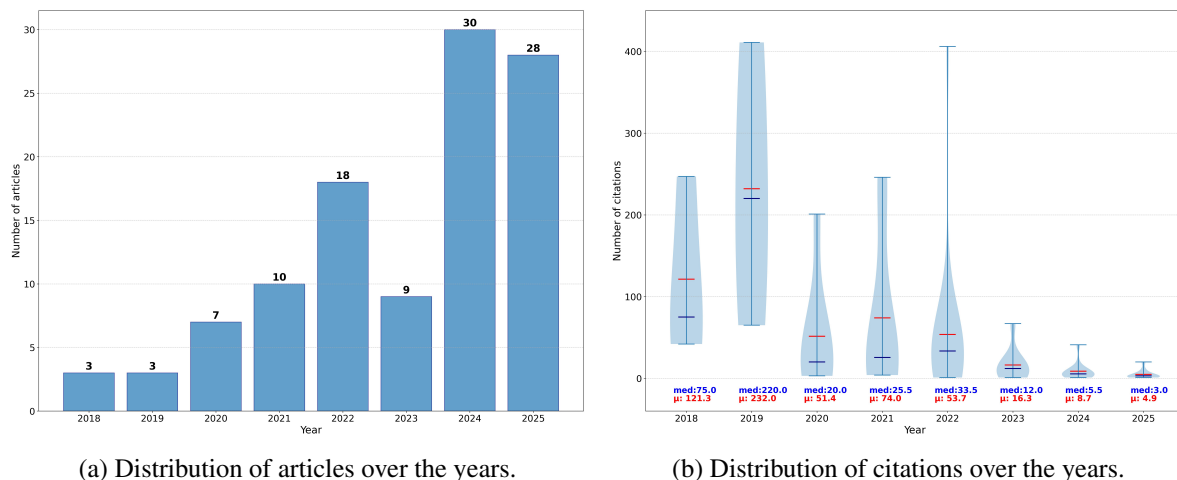 30
28
18
10
9
7
3
3
Number of articles
30
25
20
15
10
5
0
2018 2019 2020 2021 2022 2023 2024 2025
Year
(a) Distribution of articles over the years.
Number of citations
400
300
200
100
0
med:75.0 med:220.0 med:20.0 med:25.5 med:33.5 med:12.0 med:5.5 med:3.0
μ: 121.3 μ: 232.0 μ: 51.4 μ: 74.0 μ: 53.7 μ: 16.3 μ: 8.7 μ: 4.9
2018 2019 2020 2021 2022 2023 2024 2025
Year
(b) Distribution of citations over the years.